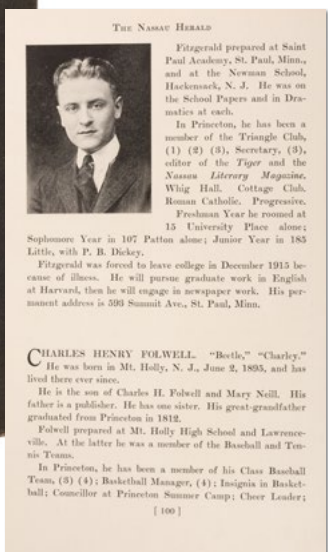 THE NASSAU HERALD
Fitzgerald prepared at Saint
Paul Academy, St. Paul, Minn.,
and at the Newman School,
Hackensack, N. J. He was on
the School Papers and in Dra-
matics at each.
In Princeton, he has been a
member of the Triangle Club,
(1) (2) (3), Secretary, (3),
editor of the Tiger and the
Nassau Literary Magazine.
Whig Hall. Cottage Club.
Roman Catholic. Progressive.
Freshman Year he roomed at
15 University Place alone;
Sophomore Year in 107 Patton alone; Junior Year in 185
Little, with P. B. Dickey.
Fitzgerald was forced to leave college in December 1915 be-
cause of illness. He will pursue graduate work in English
at Harvard, then he will engage in newspaper work. His per-
manent address is 593 Summit Ave., St. Paul, Minn.
CHARLES HENRY FOLWELL. "Beetle," "Charley."
He was born in Mt. Holly, N. J., June 2, 1895, and has
lived there ever since.
He is the son of Charles H. Folwell and Mary Neill. His
father is a publisher. He has one sister. His great-grandfather
graduated from Princeton in 1812.
Folwell prepared at Mt. Holly High School and Lawrence-
ville. At the latter he was a member of the Baseball and Ten-
nis Teams.
In Princeton, he has been a member of his Class Baseball
Team, (3) (4); Basketball Manager, (4); Insignia in Basket-
ball; Councillor at Princeton Summer Camp; Cheer Leader;
[ 100 ]